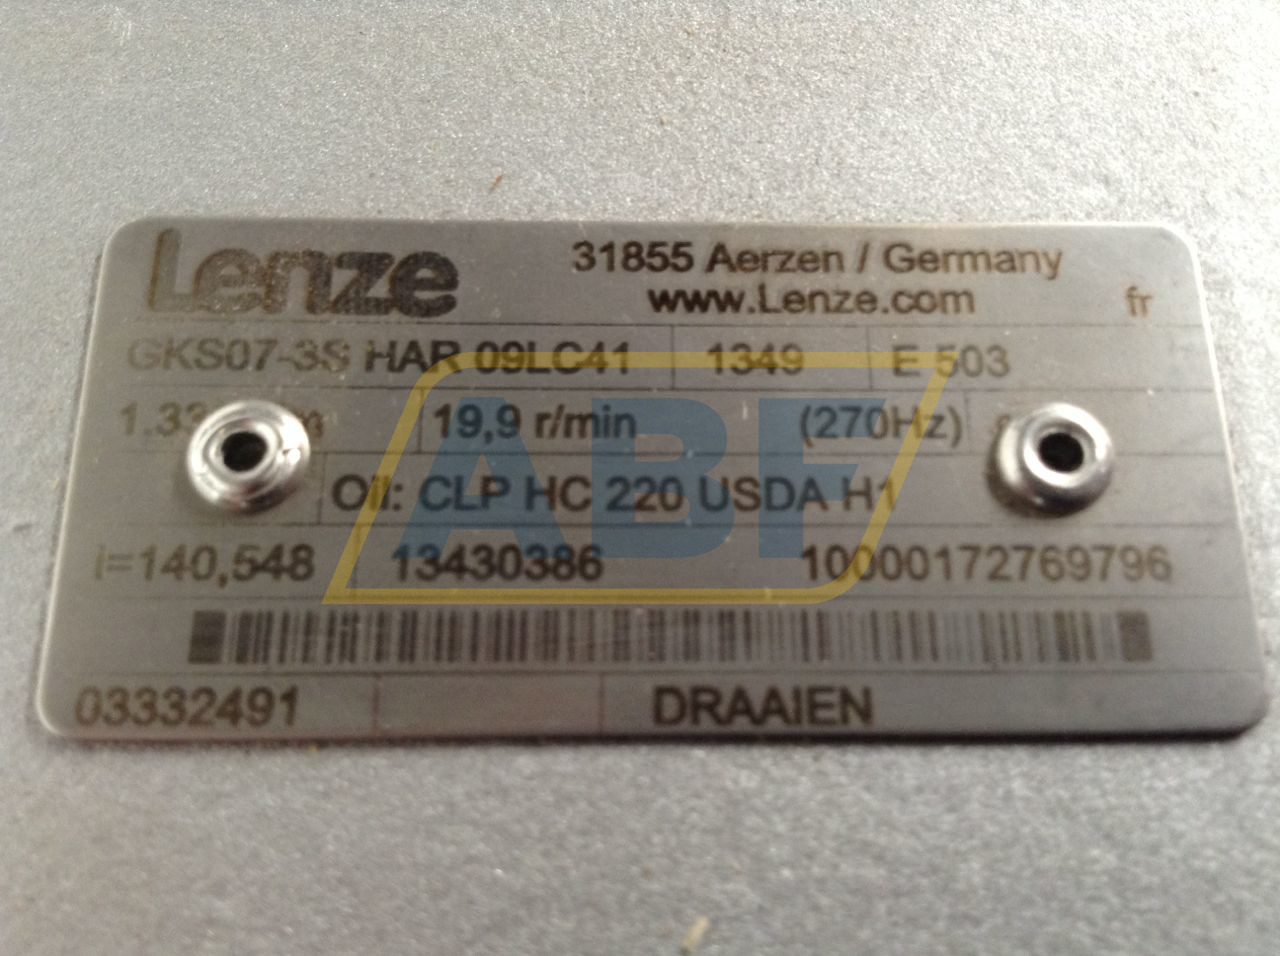 Lenze
31855 Aerzen / Germany
www.Lenze.com
fr
GKS07-3S HAR 09LC41 1349 E 503
19,9 r/min (270Hz)
Oil: CLP HC 220 USDA H1
i=140,548 13430386 10000172769796
03332491 DRAAIEN
ABF